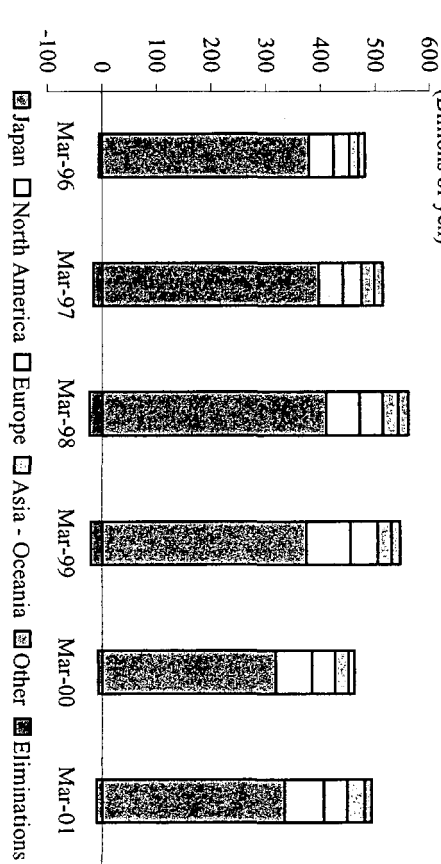 (Billions of yen)
600
500
400
300
200
100
0
-100
Mar-96 Mar-97 Mar-98 Mar-99 Mar-00 Mar-01
Japan North America Europe Asia - Oceania Other Eliminations